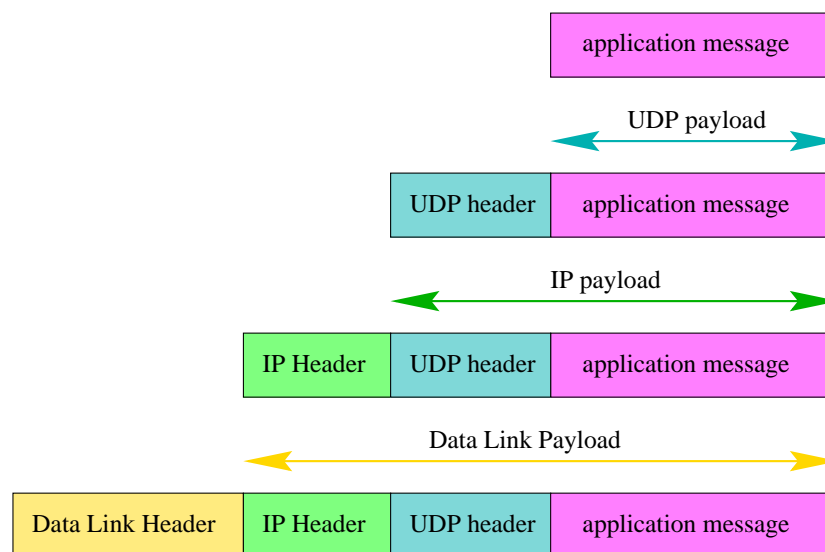 application message
UDP payload
UDP header application message
IP payload
IP Header UDP header application message
Data Link Payload
Data Link Header IP Header UDP header application message